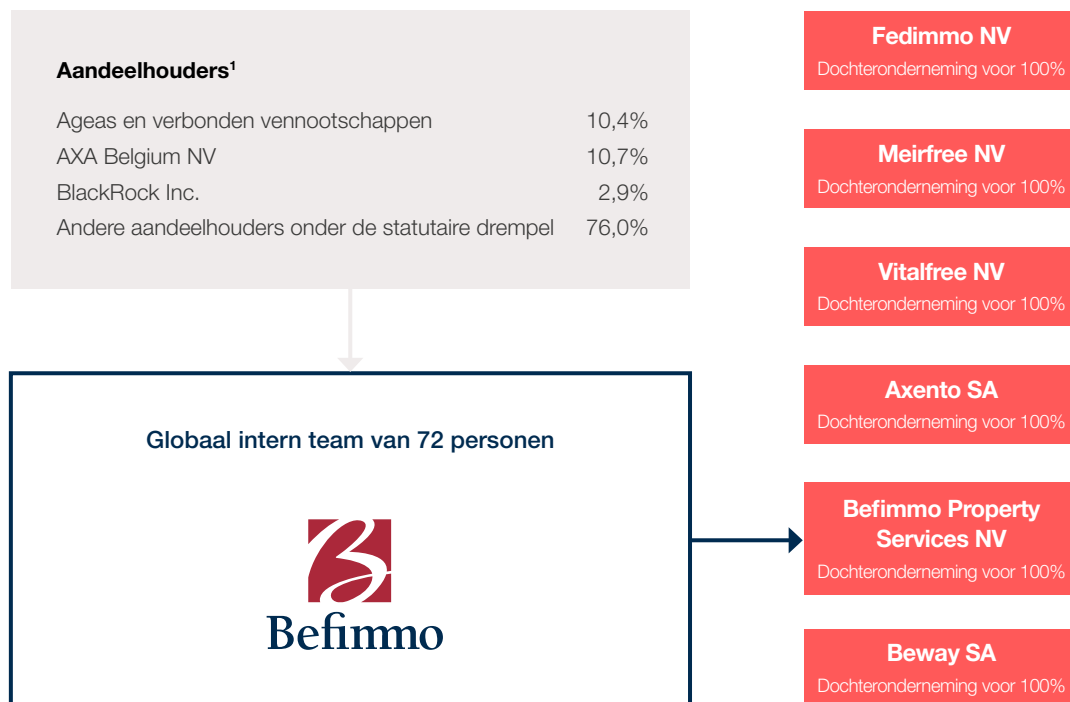 Aandeelhouders¹
Ageas en verbonden vennootschappen 10,4%
AXA Belgium NV 10,7%
BlackRock Inc. 2,9%
Andere aandeelhouders onder de statutaire drempel 76,0%
Globaal intern team van 72 personen
Befimmo
Fedimmo NV
Dochteronderneming voor 100%
Meirfree NV
Dochteronderneming voor 100%
Vitalfree NV
Dochteronderneming voor 100%
Axento SA
Dochteronderneming voor 100%
Befimmo Property
Services NV
Dochteronderneming voor 100%
Beway SA
Dochteronderneming voor 100%